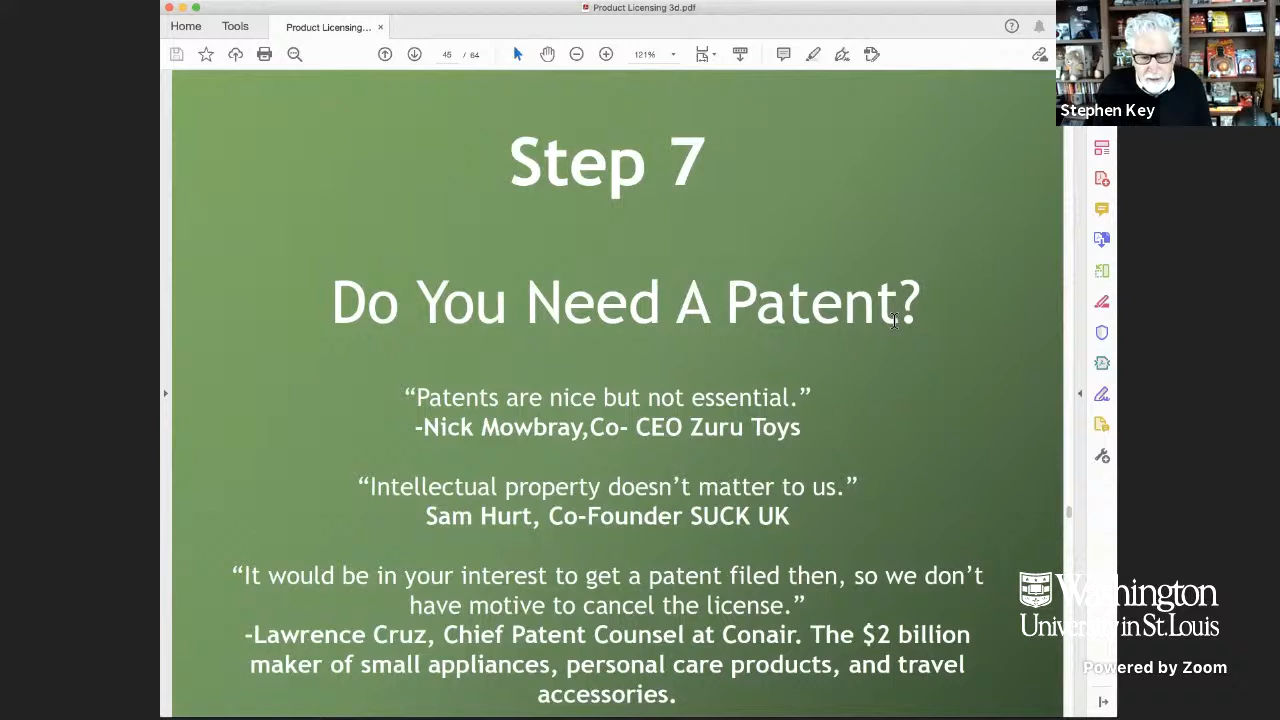 Product Licensing 3d.pdf
Home Tools Product Licensing... ×
45 / 64 121%
Stephen Key
Step 7
Do You Need A Patent?
“Patents are nice but not essential.”
-Nick Mowbray,Co- CEO Zuru Toys
“Intellectual property doesn’t matter to us.”
Sam Hurt, Co-Founder SUCK UK
“It would be in your interest to get a patent filed then, so we don’t
have motive to cancel the license.”
-Lawrence Cruz, Chief Patent Counsel at Conair. The $2 billion
maker of small appliances, personal care products, and travel
accessories.
Washington
University in St. Louis
Powered by Zoom